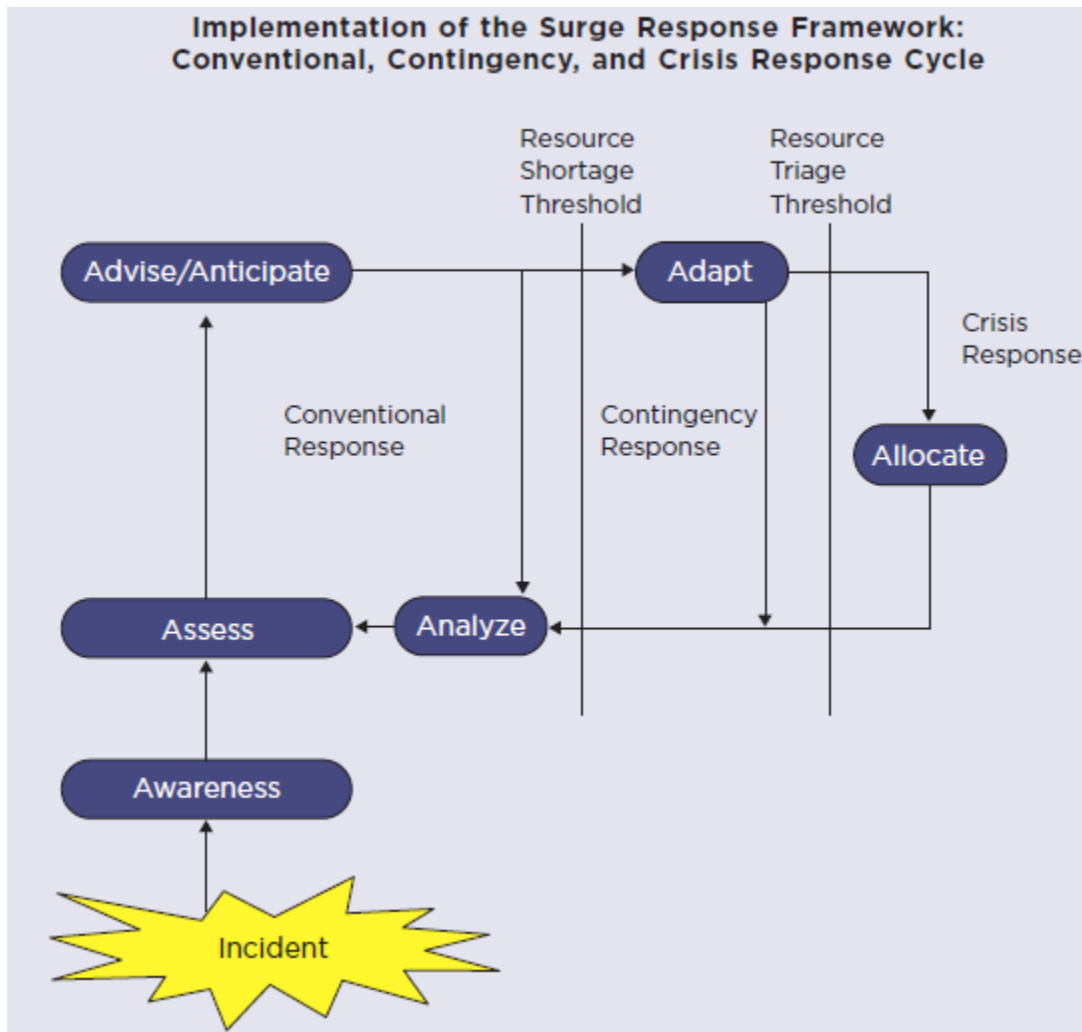 Implementation of the Surge Response Framework:
Conventional, Contingency, and Crisis Response Cycle
Resource
Shortage
Threshold
Resource
Triage
Threshold
Advise/Anticipate
Adapt
Crisis
Response
Conventional
Response
Contingency
Response
Allocate
Assess
Analyze
Awareness
Incident